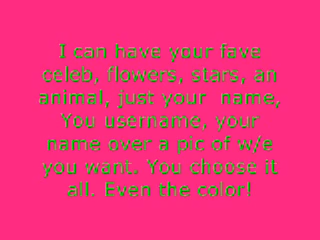 I can have your fave
celeb, flowers, stars, an
animal, just your name,
You username, your
name over a pic of w/e
you want. You choose it
all. Even the color!